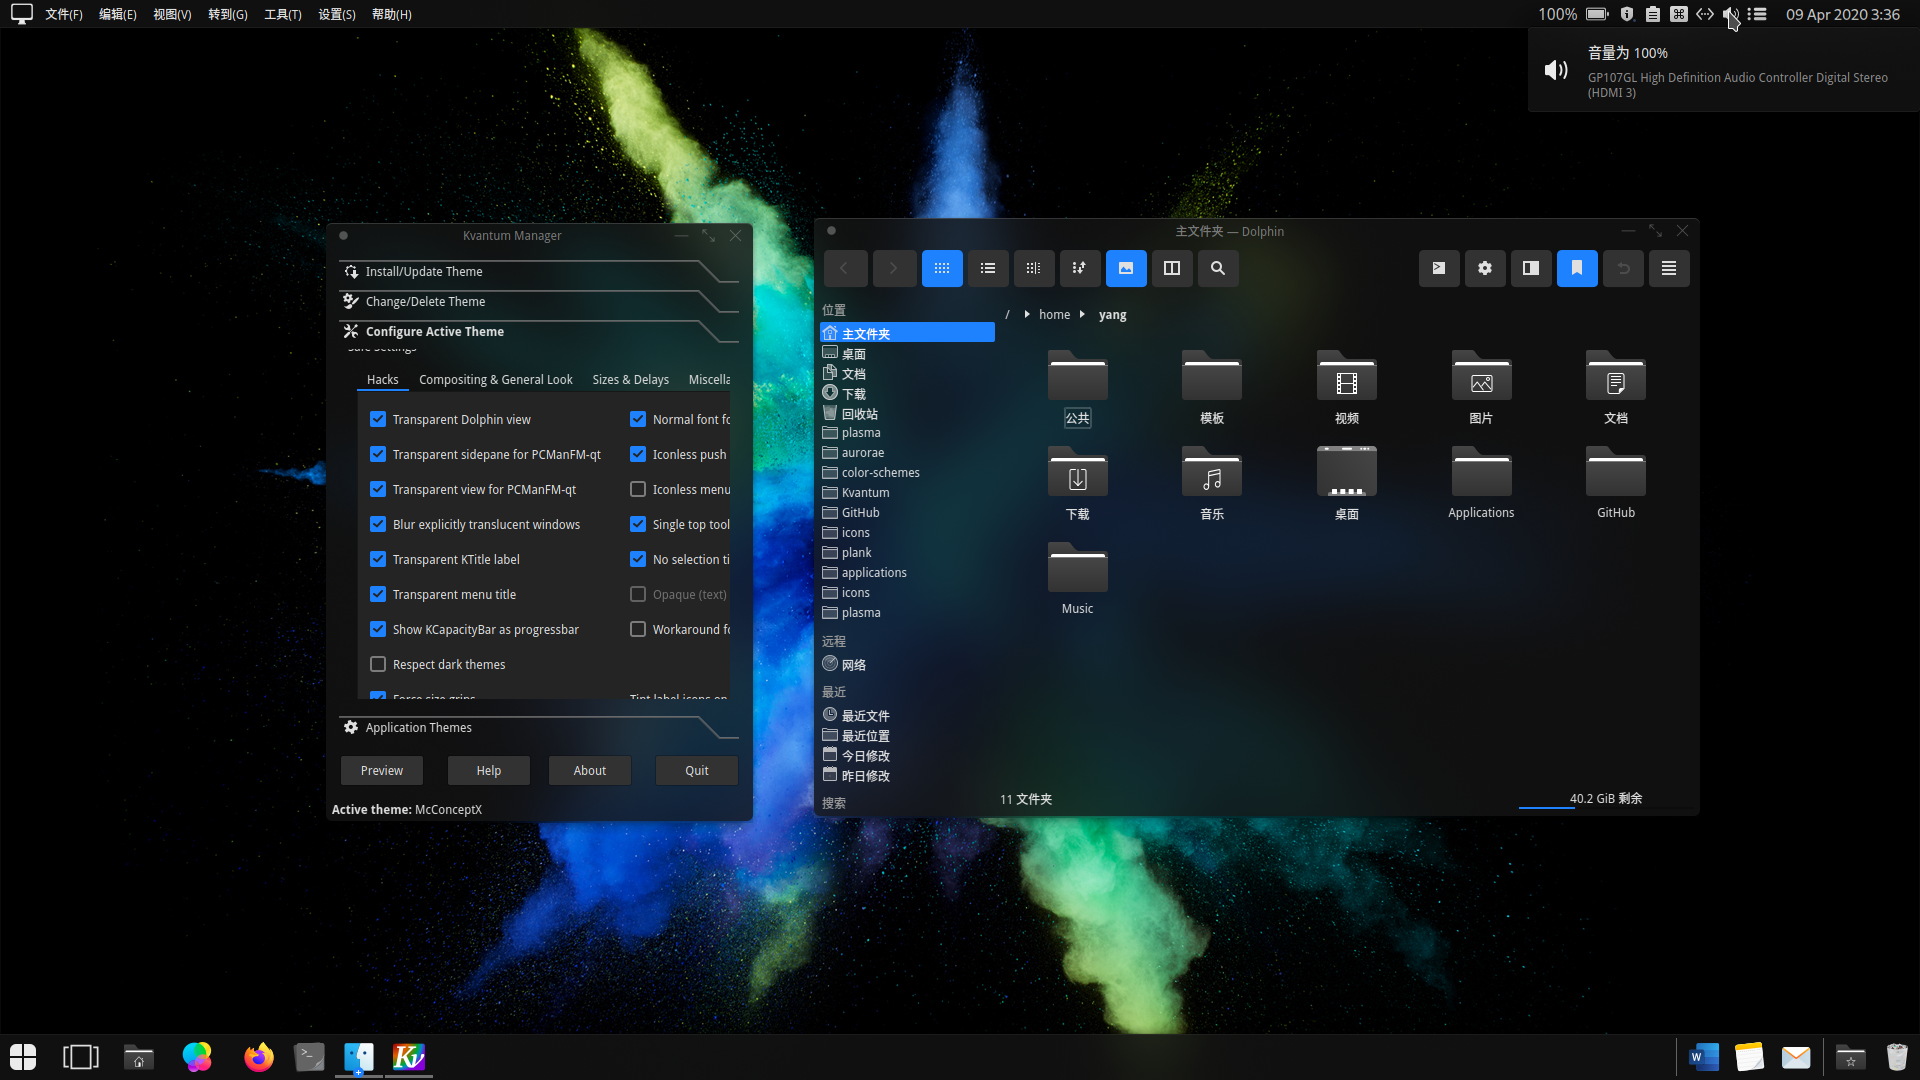 文件(F) 编辑(E) 视图(V) 转到(G) 工具(T) 设置(S) 帮助(H)
100% 09 Apr 2020 3:36
音量为 100%
GP107GL High Definition Audio Controller Digital Stereo
(HDMI 3)
Kvantum Manager
Install/Update Theme
Change/Delete Theme
Configure Active Theme
Hacks Compositing & General Look Sizes & Delays Miscella
Transparent Dolphin view Normal font fo
Transparent sidepane for PCManFM-qt Iconless push
Transparent view for PCManFM-qt Iconless menu
Blur explicitly translucent windows Single top tool
Transparent KTitle label No selection ti
Transparent menu title Opaque (text)
Show KCapacityBar as progressbar Workaround fo
Respect dark themes
Force size grips Tint label icons on
Application Themes
Preview Help About Quit
Active theme: McConceptX
主文件夹 — Dolphin
位置
主文件夹
桌面
文档
下载
回收站
plasma
aurorae
color-schemes
Kvantum
GitHub
icons
plank
applications
icons
plasma
远程
网络
最近
最近文件
最近位置
今日修改
昨日修改
搜索
/ home yang
公共 模板 视频 图片 文档
下载 音乐 桌面 Applications GitHub
Music
11 文件夹 40.2 GiB 剩余
Kv
W